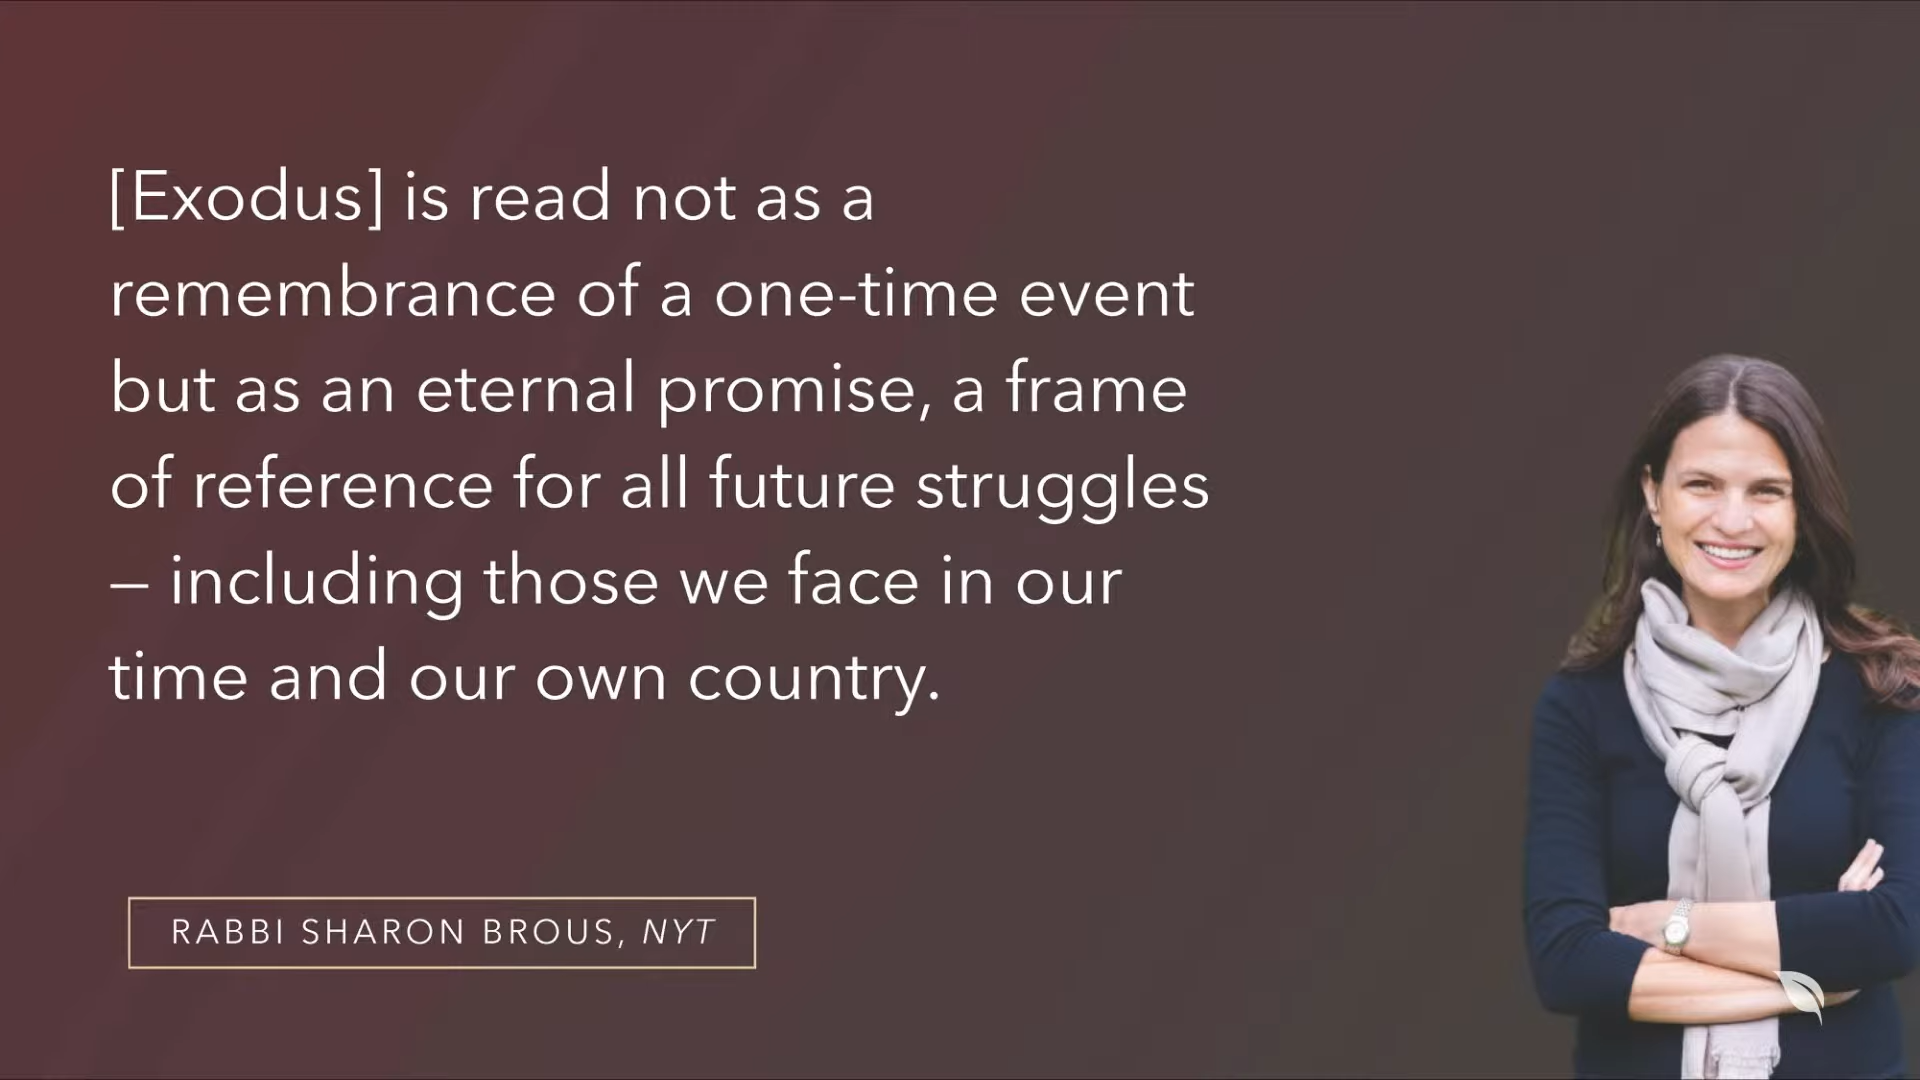 [Exodus] is read not as a
remembrance of a one-time event
but as an eternal promise, a frame
of reference for all future struggles
– including those we face in our
time and our own country.
RABBI SHARON BROUS, NYT